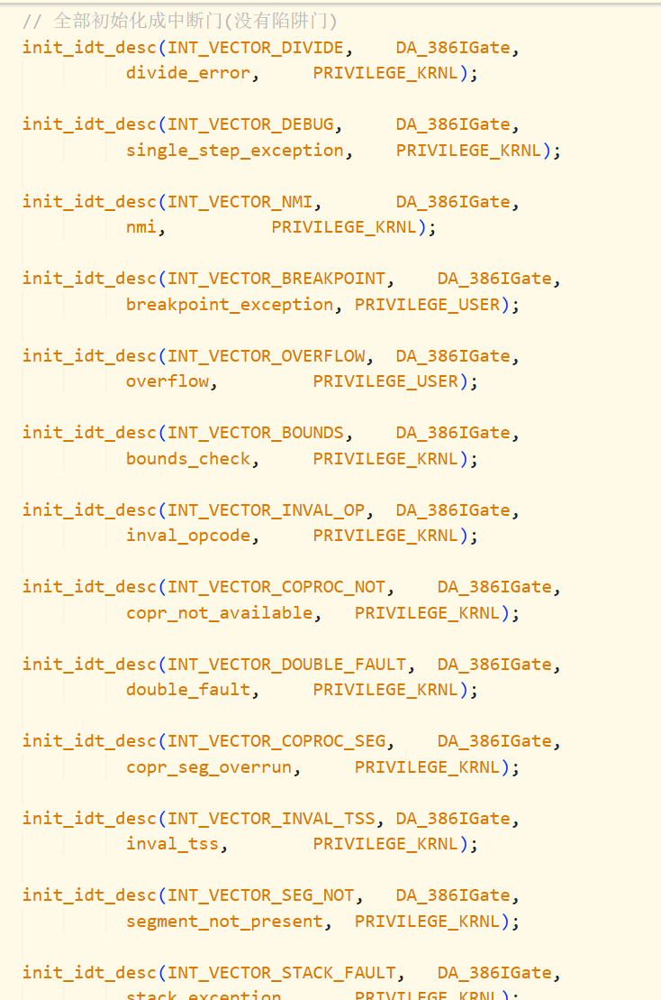 // 全部初始化成中断门(没有陷阱门)
init_idt_desc(INT_VECTOR_DIVIDE,    DA_386IGate,
          divide_error,     PRIVILEGE_KRNL);
init_idt_desc(INT_VECTOR_DEBUG,     DA_386IGate,
          single_step_exception,    PRIVILEGE_KRNL);
init_idt_desc(INT_VECTOR_NMI,       DA_386IGate,
          nmi,          PRIVILEGE_KRNL);
init_idt_desc(INT_VECTOR_BREAKPOINT,    DA_386IGate,
          breakpoint_exception, PRIVILEGE_USER);
init_idt_desc(INT_VECTOR_OVERFLOW,  DA_386IGate,
          overflow,         PRIVILEGE_USER);
init_idt_desc(INT_VECTOR_BOUNDS,    DA_386IGate,
          bounds_check,     PRIVILEGE_KRNL);
init_idt_desc(INT_VECTOR_INVAL_OP,  DA_386IGate,
          inval_opcode,     PRIVILEGE_KRNL);
init_idt_desc(INT_VECTOR_COPROC_NOT,    DA_386IGate,
          copr_not_available,   PRIVILEGE_KRNL);
init_idt_desc(INT_VECTOR_DOUBLE_FAULT,  DA_386IGate,
          double_fault,     PRIVILEGE_KRNL);
init_idt_desc(INT_VECTOR_COPROC_SEG,    DA_386IGate,
          copr_seg_overrun,     PRIVILEGE_KRNL);
init_idt_desc(INT_VECTOR_INVAL_TSS, DA_386IGate,
          inval_tss,        PRIVILEGE_KRNL);
init_idt_desc(INT_VECTOR_SEG_NOT,   DA_386IGate,
          segment_not_present,  PRIVILEGE_KRNL);
init_idt_desc(INT_VECTOR_STACK_FAULT,   DA_386IGate,
          stack_exception,      PRIVILEGE_KRNL);